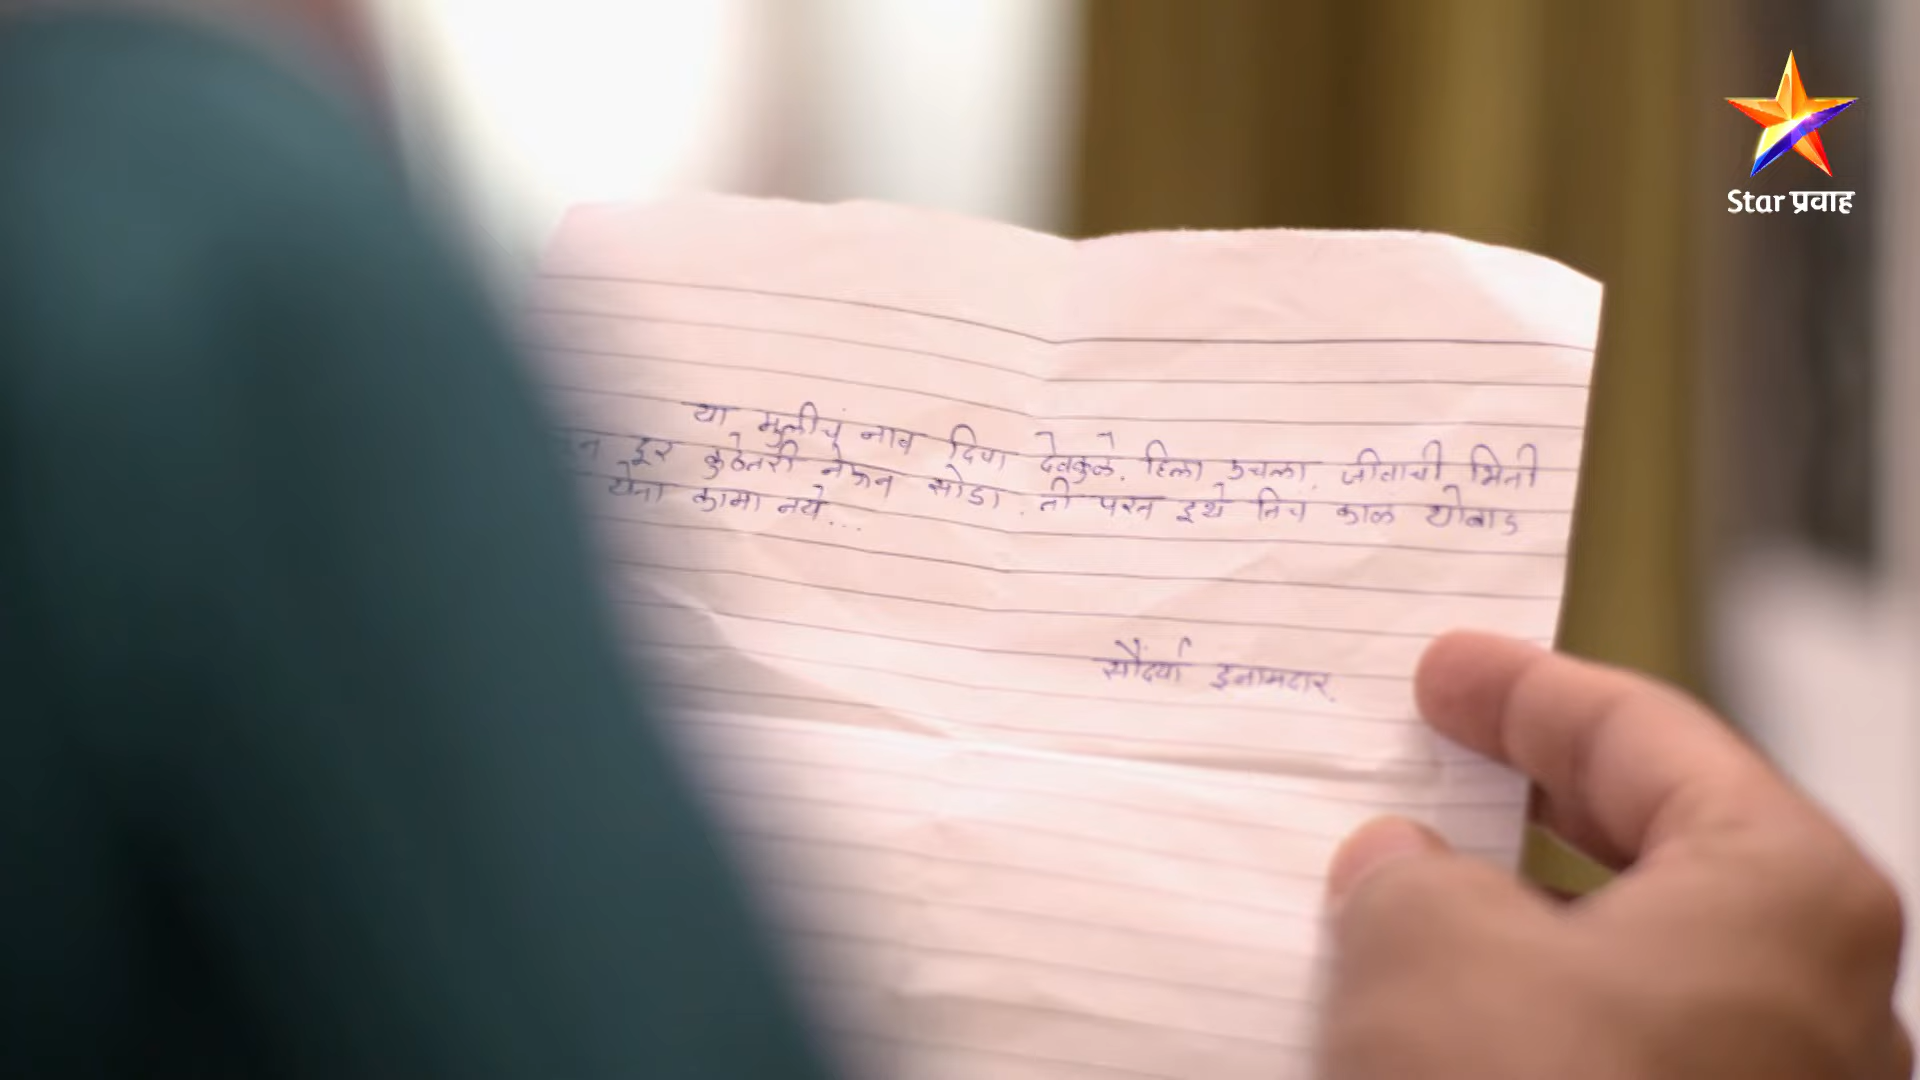 Star प्रवाह
या मुलीचं नाव दिपा देवकुळे. हिला उचला. जीवाची भिती
दूर कुठेतरी नेऊन सोडा. ती परत इथे तिचं काळं थोबाड
येता कामा नये...
सौंदर्या इनामदार.